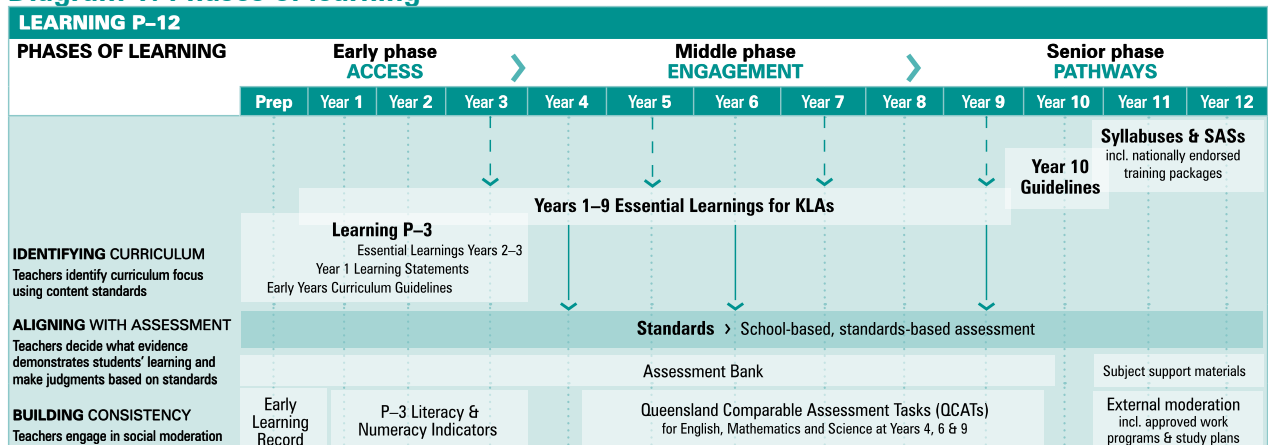 LEARNING P–12
PHASES OF LEARNING
Early phase
ACCESS
Middle phase
ENGAGEMENT
Senior phase
PATHWAYS
Prep Year 1 Year 2 Year 3 Year 4 Year 5 Year 6 Year 7 Year 8 Year 9 Year 10 Year 11 Year 12
Syllabuses & SASs
incl. nationally endorsed
training packages
Year 10
Guidelines
Years 1–9 Essential Learnings for KLAs
Learning P–3
Essential Learnings Years 2–3
Year 1 Learning Statements
Early Years Curriculum Guidelines
IDENTIFYING CURRICULUM
Teachers identify curriculum focus
using content standards
ALIGNING WITH ASSESSMENT
Teachers decide what evidence
demonstrates students’ learning and
make judgments based on standards
Standards › School-based, standards-based assessment
Assessment Bank
Subject support materials
BUILDING CONSISTENCY
Teachers engage in social moderation
Early
Learning
Record
P–3 Literacy &
Numeracy Indicators
Queensland Comparable Assessment Tasks (QCATs)
for English, Mathematics and Science at Years 4, 6 & 9
External moderation
incl. approved work
programs & study plans